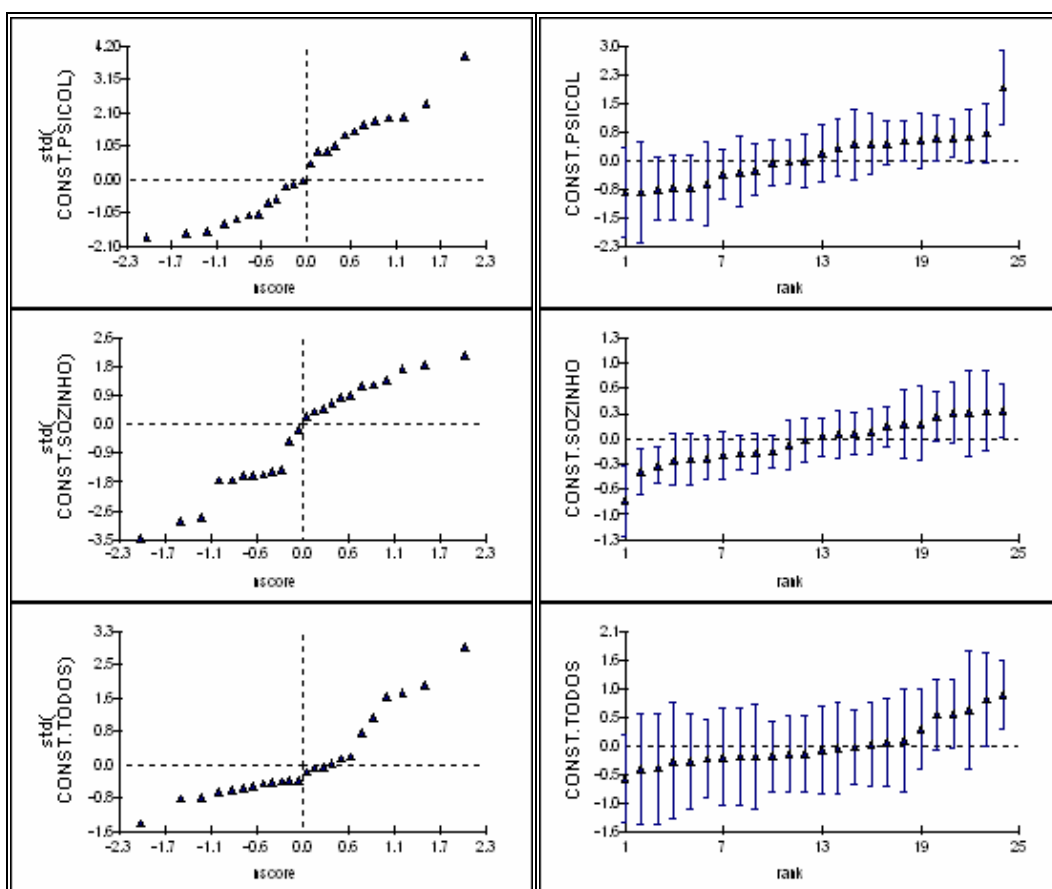 std(
CONST.PSICOL)
4.20
3.15
2.10
1.05
0.00
-1.05
-2.10
-2.3 -1.7 -1.1 -0.6 0.0 0.6 1.1 1.7 2.3
nscore
CONST.PSICOL
3.0
2.3
1.5
0.8
0.0
-0.8
-1.5
-2.3
1 7 13 19 25
rank
std(
CONST.SOZINHO)
2.6
1.8
0.9
0.0
-0.9
-1.8
-2.6
-3.5
-2.3 -1.7 -1.1 -0.6 0.0 0.6 1.1 1.7 2.3
nscore
CONST.SOZINHO
1.3
1.0
0.6
0.3
0.0
-0.3
-0.6
-1.0
-1.3
1 7 13 19 25
rank
std(
CONST.TODOS)
3.3
2.5
1.6
0.8
0.0
-0.8
-1.6
-2.3 -1.7 -1.1 -0.6 0.0 0.6 1.1 1.7 2.3
nscore
CONST.TODOS
2.1
1.6
1.0
0.5
0.0
-0.5
-1.0
-1.6
1 7 13 19 25
rank